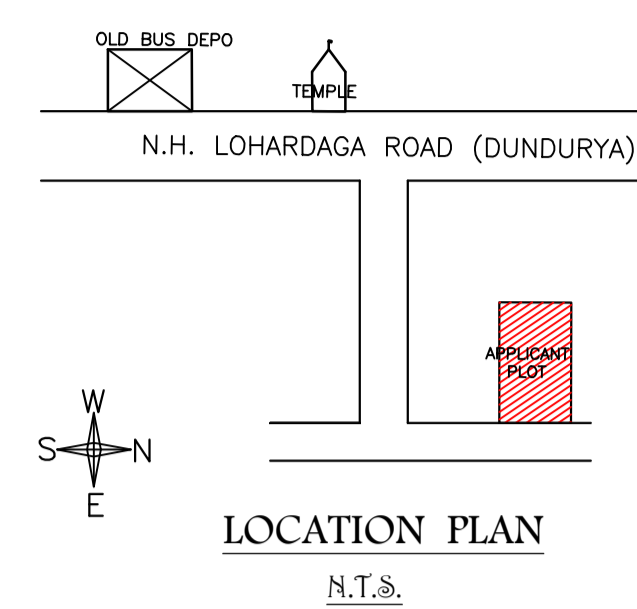 OLD BUS DEPO
TEMPLE
N.H. LOHARDAGA ROAD (DUNDURYA)
APPLICANT
PLOT
W
S N
E
LOCATION PLAN
N.T.S.